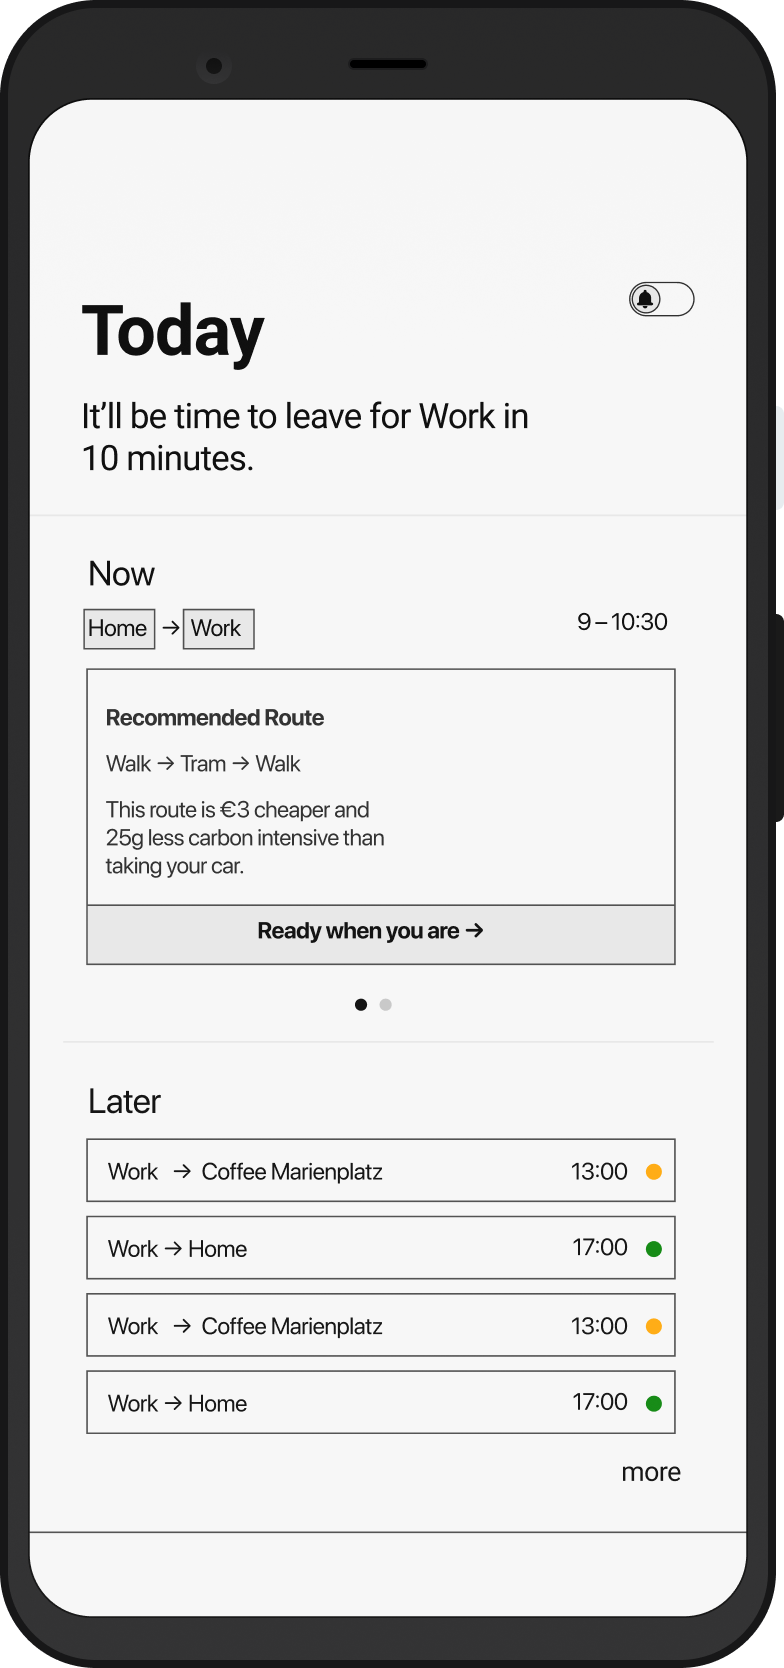 Today
It’ll be time to leave for Work in
10 minutes.
Now
Home → Work
9 – 10:30
Recommended Route
Walk → Tram → Walk
This route is €3 cheaper and
25g less carbon intensive than
taking your car.
Ready when you are →
Later
Work → Coffee Marienplatz 13:00
Work → Home 17:00
Work → Coffee Marienplatz 13:00
Work → Home 17:00
more